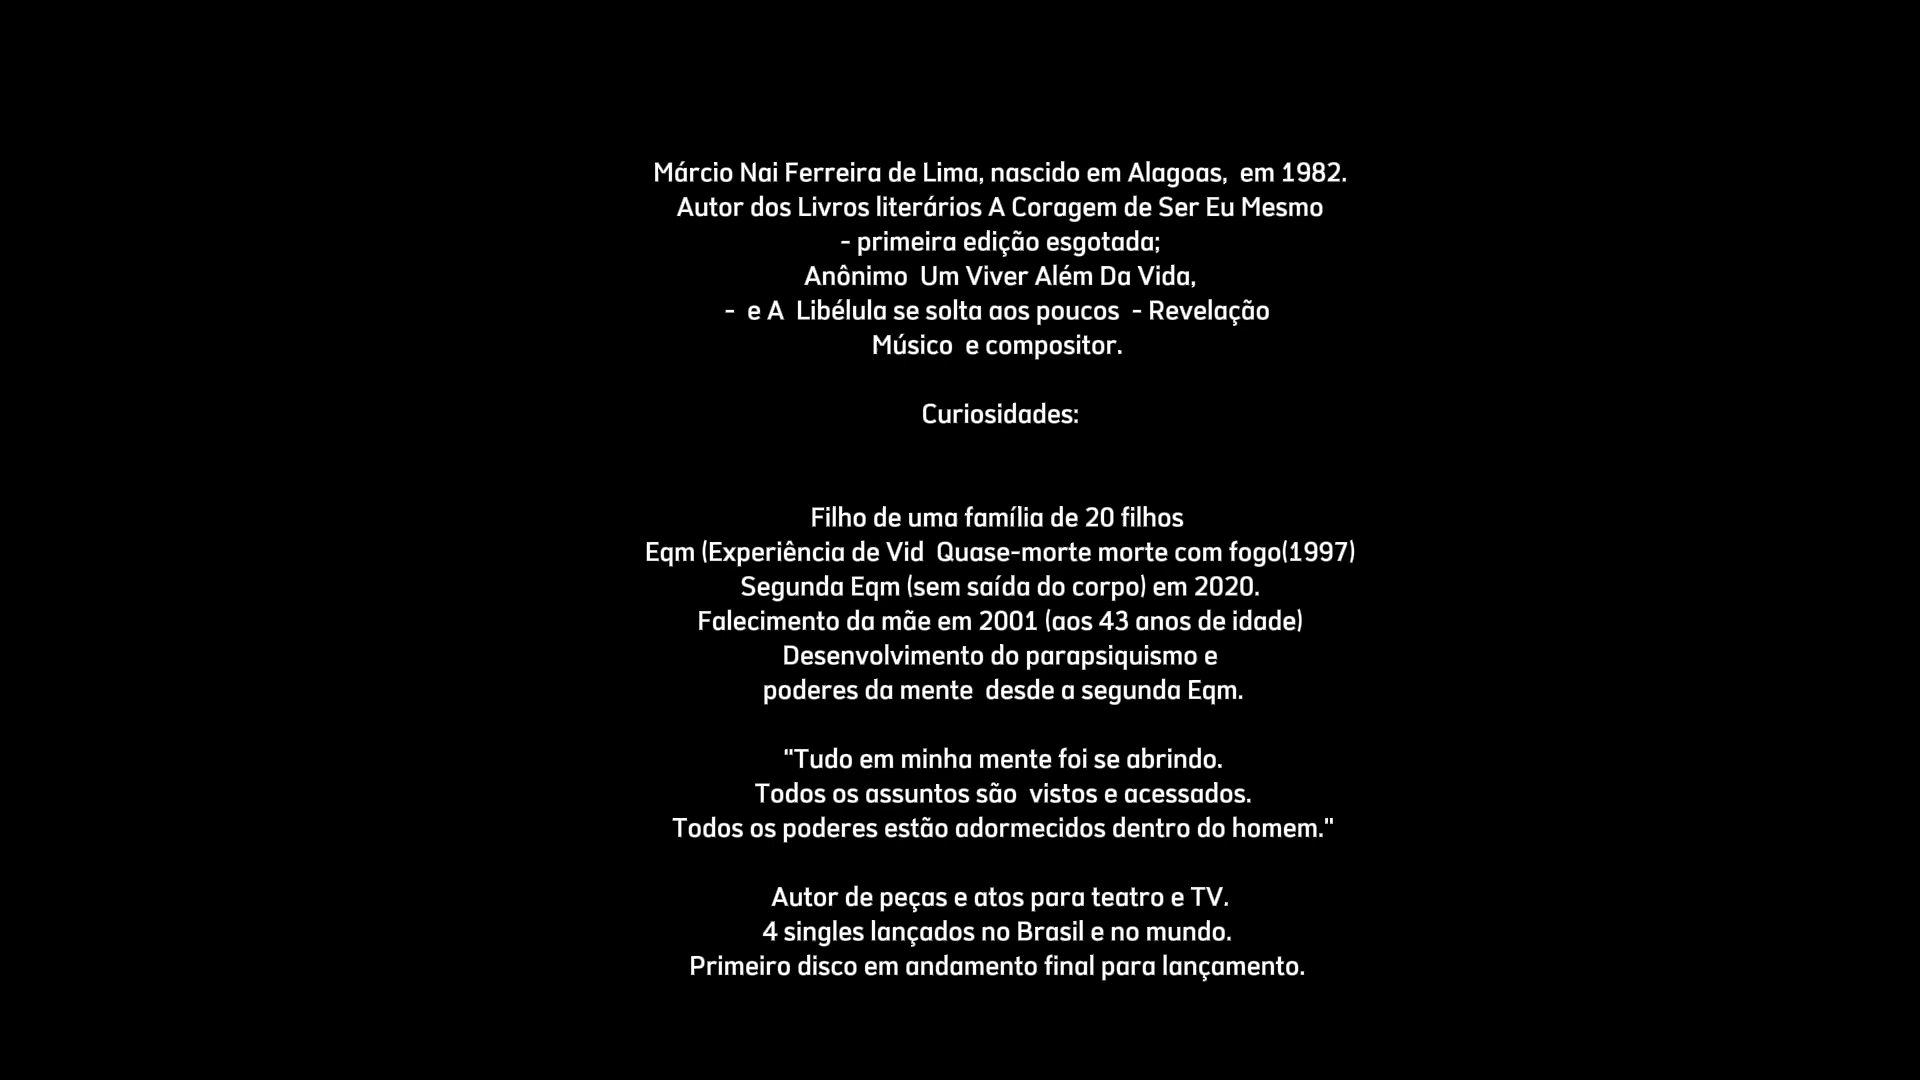 Márcio Nai Ferreira de Lima, nascido em Alagoas,  em 1982.
Autor dos Livros literários A Coragem de Ser Eu Mesmo
- primeira edição esgotada;
Anônimo  Um Viver Além Da Vida,
-  e A  Libélula se solta aos poucos  - Revelação
Músico  e compositor.
Curiosidades:
Filho de uma família de 20 filhos
Eqm (Experiência de Vid  Quase-morte morte com fogo(1997)
Segunda Eqm (sem saída do corpo) em 2020.
Falecimento da mãe em 2001 (aos 43 anos de idade)
Desenvolvimento do parapsiquismo e
poderes da mente  desde a segunda Eqm.
"Tudo em minha mente foi se abrindo.
Todos os assuntos são  vistos e acessados.
Todos os poderes estão adormecidos dentro do homem."
Autor de peças e atos para teatro e TV.
4 singles lançados no Brasil e no mundo.
Primeiro disco em andamento final para lançamento.